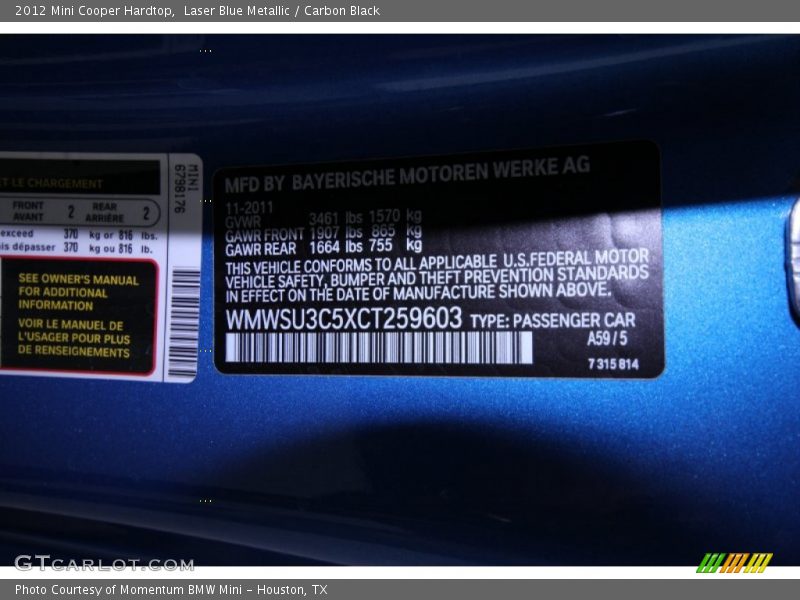 2012 Mini Cooper Hardtop, Laser Blue Metallic / Carbon Black
ET LE CHARGEMENT
FRONT AVANT 2 REAR ARRIÈRE 2
exceed 370 kg or 816 lbs.
is dépasser 370 kg ou 816 lb.
SEE OWNER'S MANUAL
FOR ADDITIONAL
INFORMATION
VOIR LE MANUEL DE
L'USAGER POUR PLUS
DE RENSEIGNEMENTS
MINI
6798176
MFD BY BAYERISCHE MOTOREN WERKE AG
11-2011
GVWR 3461 lbs 1570 kg
GAWR FRONT 1907 lbs 865 kg
GAWR REAR 1664 lbs 755 kg
THIS VEHICLE CONFORMS TO ALL APPLICABLE U.S.FEDERAL MOTOR
VEHICLE SAFETY, BUMPER AND THEFT PREVENTION STANDARDS
IN EFFECT ON THE DATE OF MANUFACTURE SHOWN ABOVE.
WMWSU3C5XCT259603 TYPE: PASSENGER CAR
A59 / 5
7 315 814
GTCARLOT.COM
Photo Courtesy of Momentum BMW Mini - Houston, TX